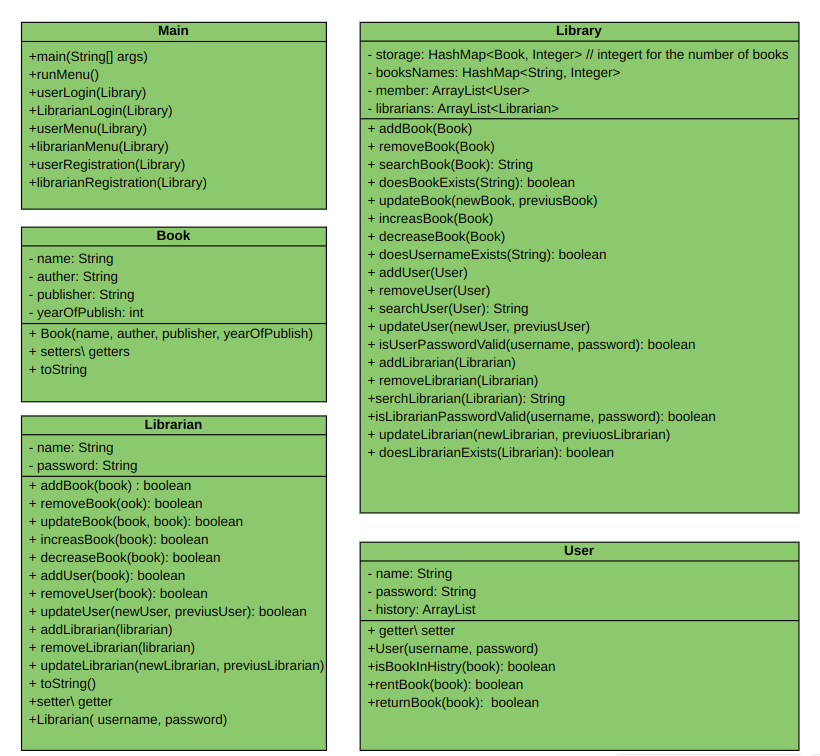 Main
+main(String[] args)
+runMenu()
+userLogin(Library)
+LibrarianLogin(Library)
+userMenu(Library)
+librarianMenu(Library)
+userRegistration(Library)
+librarianRegistration(Library)
Book
- name: String
- auther: String
- publisher: String
- yearOfPublish: int
+ Book(name, auther, publisher, yearOfPublish)
+ setters\ getters
+ toString
Librarian
- name: String
- password: String
+ addBook(book) : boolean
+ removeBook(ook): boolean
+ updateBook(book, book): boolean
+ increasBook(book): boolean
+ decreaseBook(book): boolean
+ addUser(book): boolean
+ removeUser(book): boolean
+ updateUser(newUser, previusUser): boolean
+ addLibrarian(librarian)
+ removeLibrarian(librarian)
+ updateLibrarian(newLibrarian, previusLibrarian)
+ toString()
+setter\ getter
+Librarian( username, password)
Library
- storage: HashMap<Book, Integer> // integert for the number of books
- booksNames: HashMap<String, Integer>
- member: ArrayList<User>
- librarians: ArrayList<Librarian>
+ addBook(Book)
+ removeBook(Book)
+ searchBook(Book): String
+ doesBookExists(String): boolean
+ updateBook(newBook, previusBook)
+ increasBook(Book)
+ decreaseBook(Book)
+ doesUsernameExists(String): boolean
+ addUser(User)
+ removeUser(User)
+ searchUser(User): String
+ updateUser(newUser, previusUser)
+ isUserPasswordValid(username, password): boolean
+ addLibrarian(Librarian)
+ removeLibrarian(Librarian)
+serchLibrarian(Librarian): String
+isLibrarianPasswordValid(username, password): boolean
+ updateLibrarian(newLibrarian, previuosLibrarian)
+ doesLibrarianExists(Librarian): boolean
User
- name: String
- password: String
- history: ArrayList
+ getter\ setter
+User(username, password)
+isBookInHistry(book): boolean
+rentBook(book): boolean
+returnBook(book):  boolean